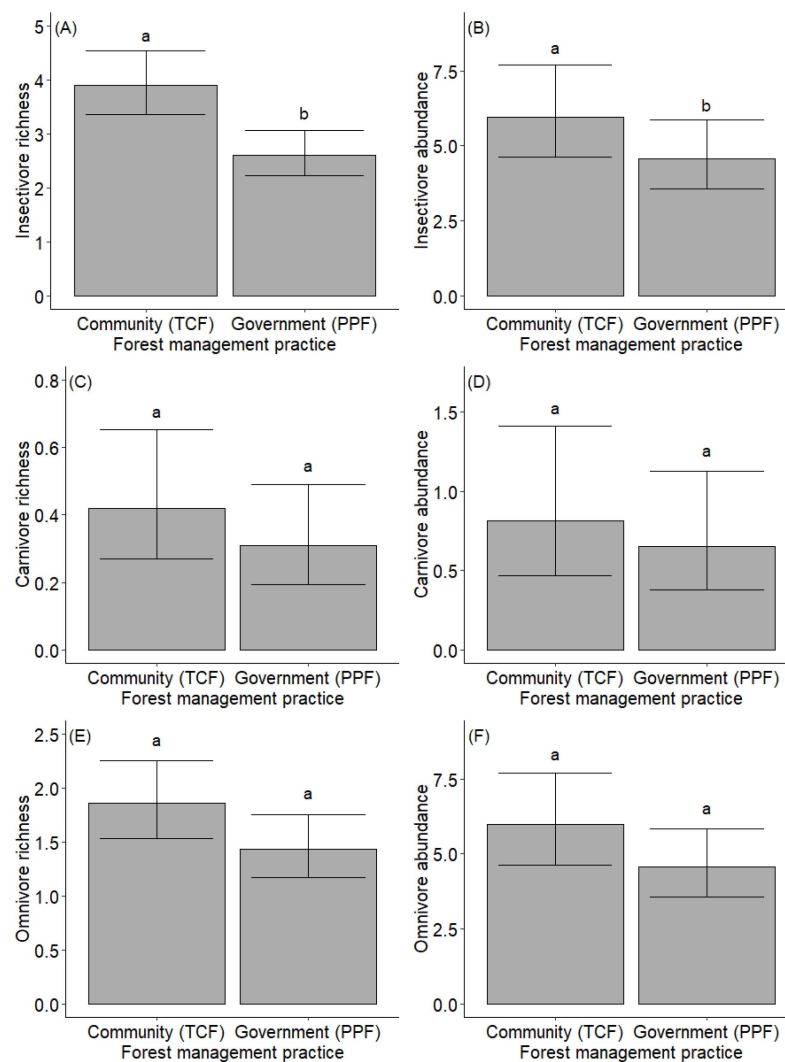 (A)
Insectivore richness
5
4
3
2
1
0
a
b
Community (TCF) Government (PPF)
Forest management practice
(B)
Insectivore abundance
7.5
5.0
2.5
0.0
a
b
Community (TCF) Government (PPF)
Forest management practice
(C)
Carnivore richness
0.8
0.6
0.4
0.2
0.0
a
a
Community (TCF) Government (PPF)
Forest management practice
(D)
Carnivore abundance
1.5
1.0
0.5
0.0
a
a
Community (TCF) Government (PPF)
Forest management practice
(E)
Omnivore richness
2.5
2.0
1.5
1.0
0.5
0.0
a
a
Community (TCF) Government (PPF)
Forest management practice
(F)
Omnivore abundance
7.5
5.0
2.5
0.0
a
a
Community (TCF) Government (PPF)
Forest management practice